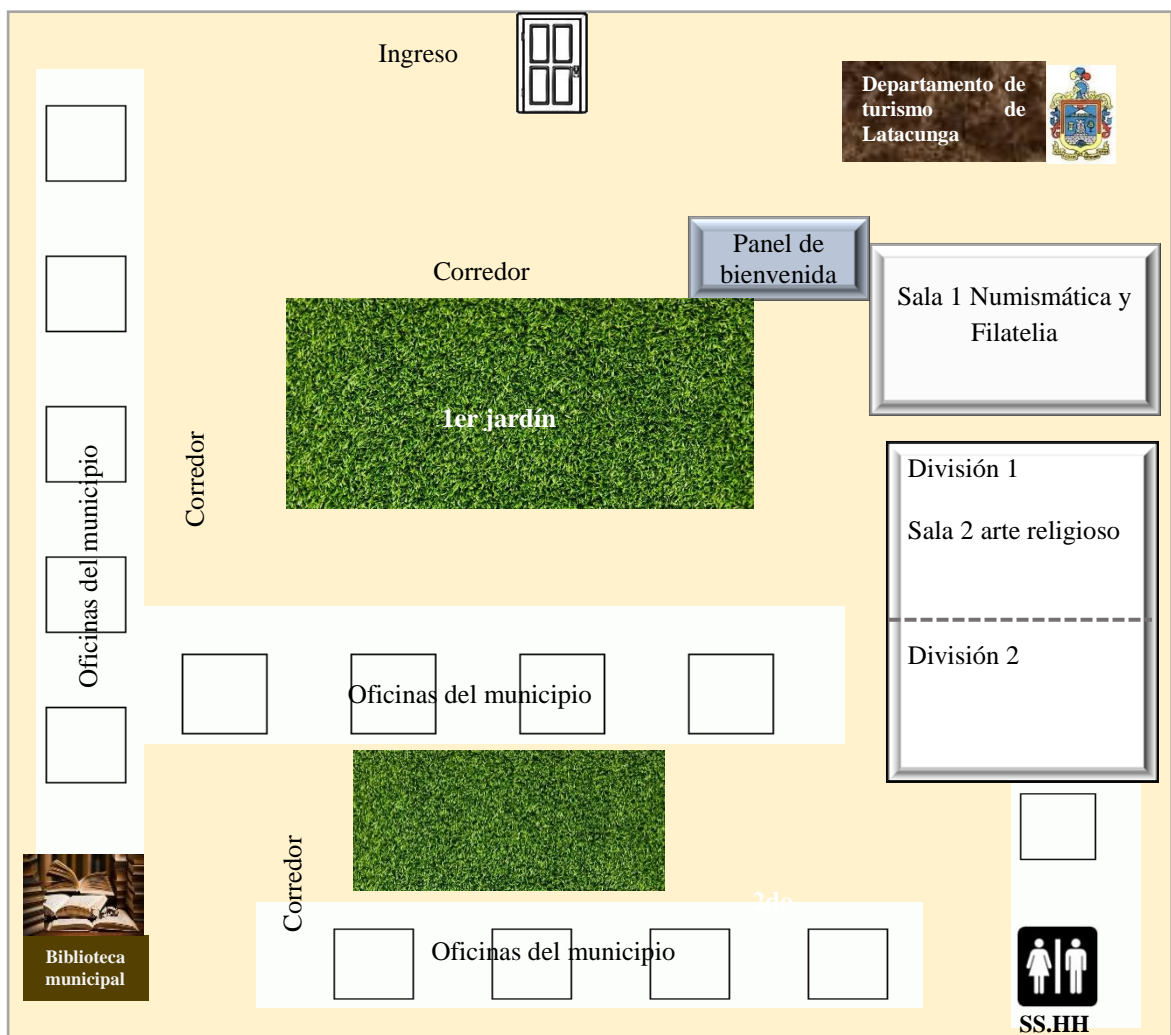 Ingreso
Departamento de
turismo de
Latacunga
Panel de
bienvenida
Corredor
Sala 1 Numismática y
Filatelia
1er jardín
Corredor
Oficinas del municipio
División 1
Sala 2 arte religioso
División 2
Oficinas del municipio
Corredor
2do
Oficinas del municipio
Biblioteca
municipal
SS.HH